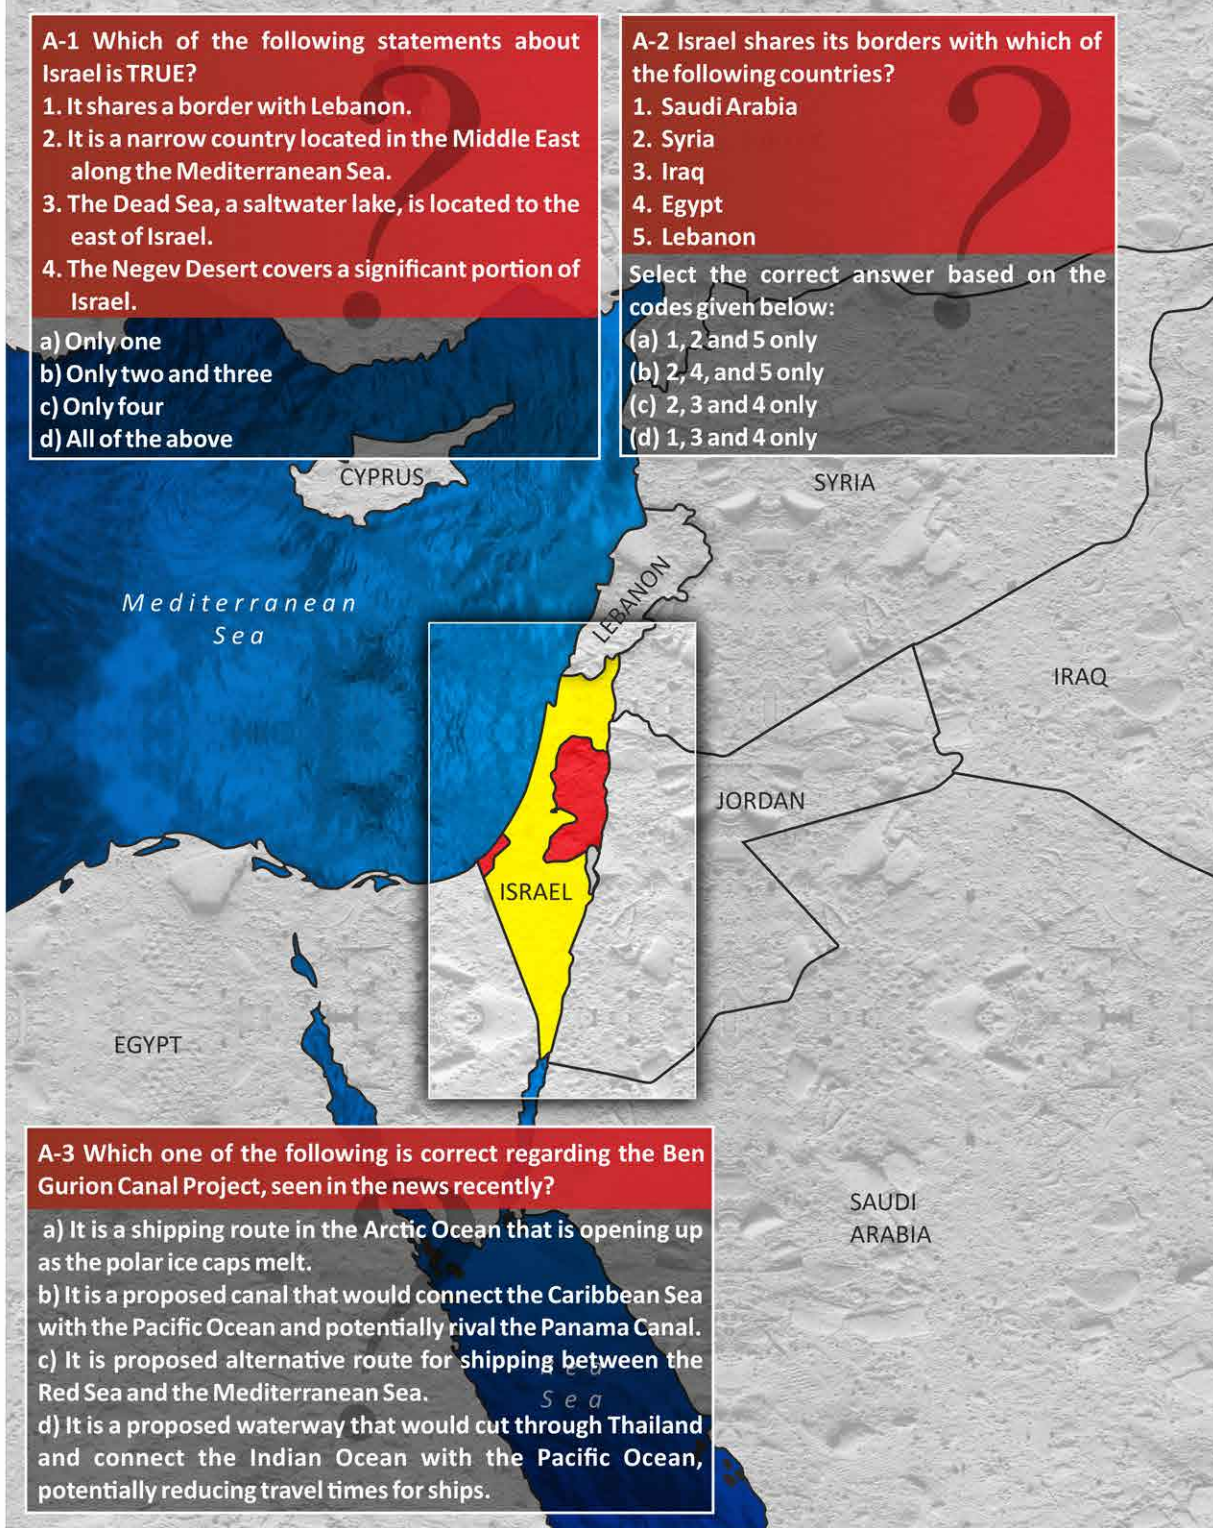 A-1 Which of the following statements about
Israel is TRUE?
1. It shares a border with Lebanon.
2. It is a narrow country located in the Middle East
along the Mediterranean Sea.
3. The Dead Sea, a saltwater lake, is located to the
east of Israel.
4. The Negev Desert covers a significant portion of
Israel.
a) Only one
b) Only two and three
c) Only four
d) All of the above
A-2 Israel shares its borders with which of
the following countries?
1. Saudi Arabia
2. Syria
3. Iraq
4. Egypt
5. Lebanon
Select the correct answer based on the
codes given below:
(a) 1, 2 and 5 only
(b) 2, 4, and 5 only
(c) 2, 3 and 4 only
(d) 1, 3 and 4 only
CYPRUS
SYRIA
LEBANON
Mediterranean
Sea
IRAQ
JORDAN
ISRAEL
EGYPT
SAUDI
ARABIA
A-3 Which one of the following is correct regarding the Ben
Gurion Canal Project, seen in the news recently?
a) It is a shipping route in the Arctic Ocean that is opening up
as the polar ice caps melt.
b) It is a proposed canal that would connect the Caribbean Sea
with the Pacific Ocean and potentially rival the Panama Canal.
c) It is proposed alternative route for shipping between the
Red Sea and the Mediterranean Sea.
d) It is a proposed waterway that would cut through Thailand
and connect the Indian Ocean with the Pacific Ocean,
potentially reducing travel times for ships.
Red
Sea